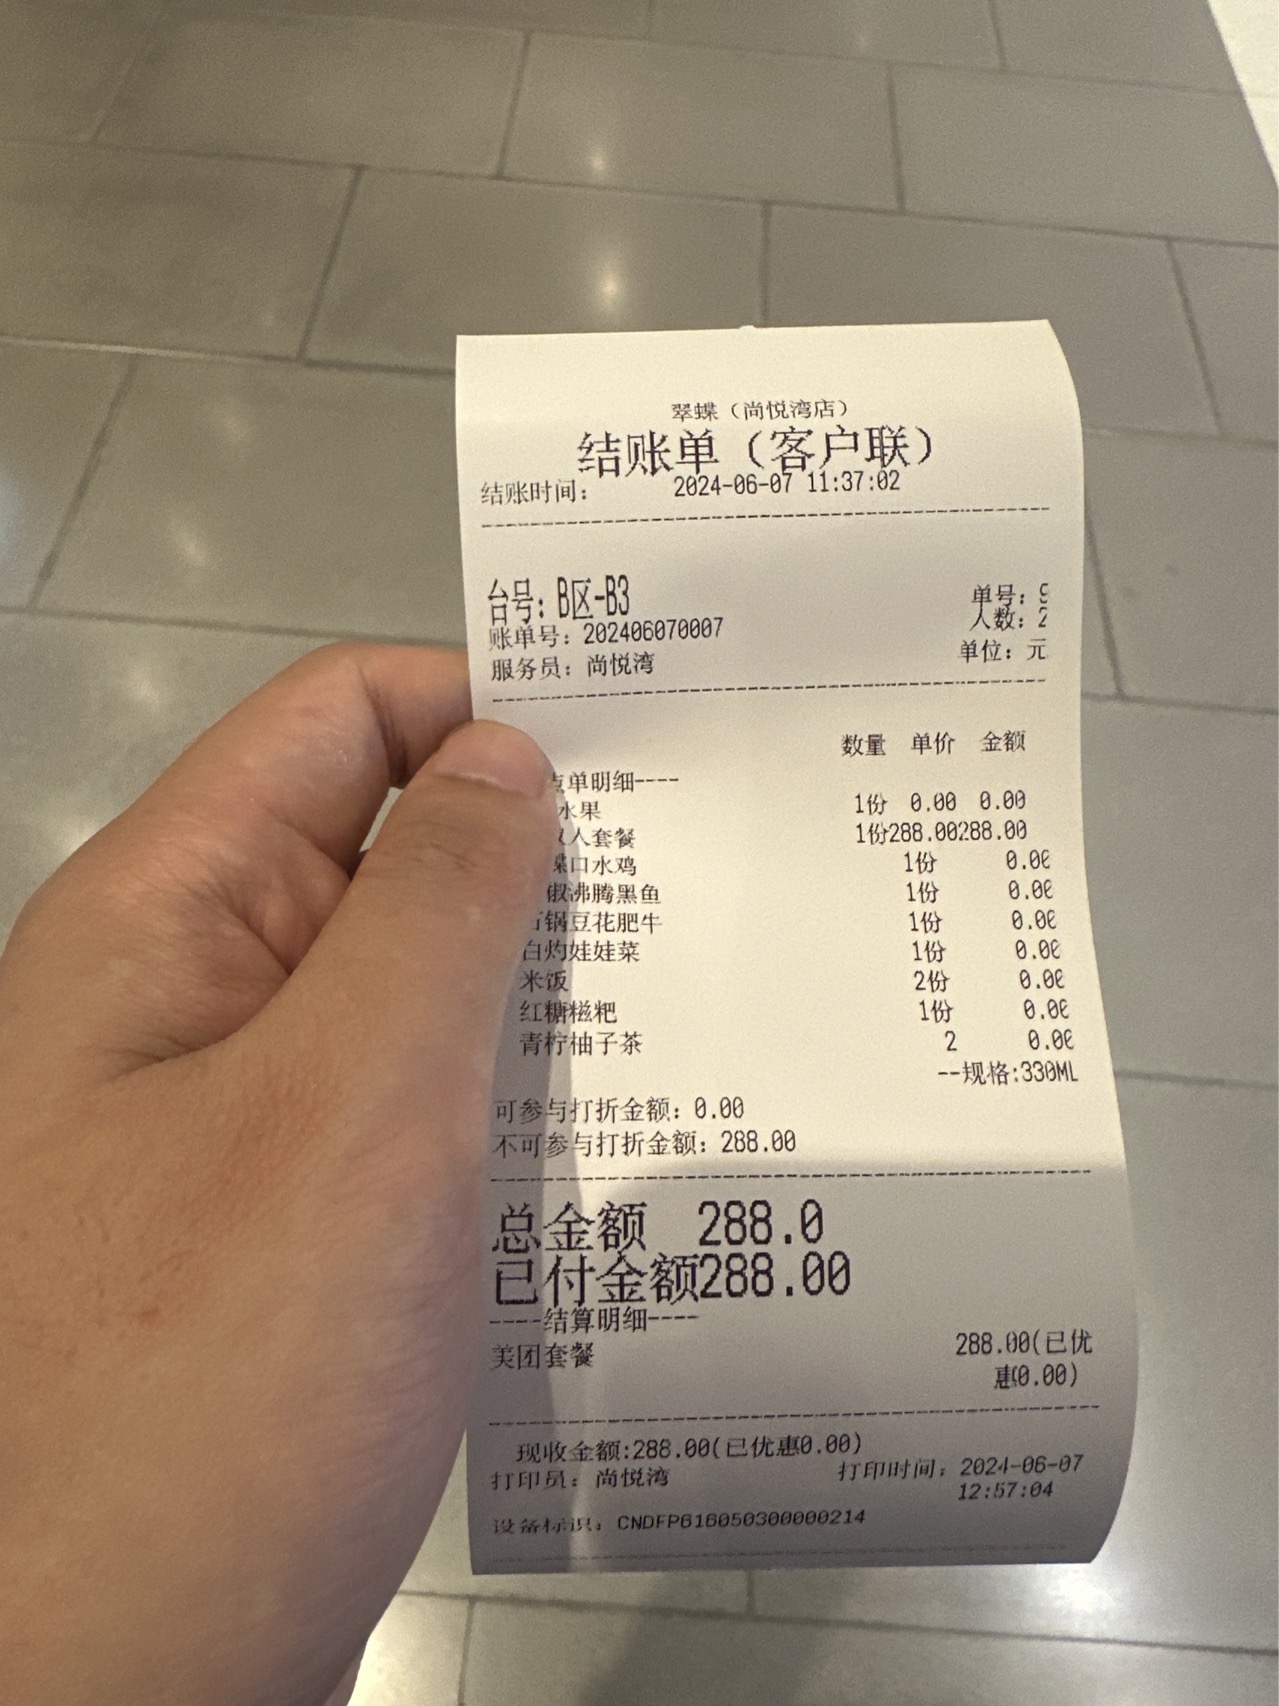 翠蝶（尚悦湾店）
结账单（客户联）
结账时间： 2024-06-07 11:37:02
台号：B区-B3
单号：
账单号：202406070007
人数：2
服务员：尚悦湾
单位：元
数量 单价 金额
单明细----
水果 1份 0.00 0.00
人套餐 1份288.00288.00
口水鸡 1份 0.00
沸腾黑鱼 1份 0.00
锅豆花肥牛 1份 0.00
白灼娃娃菜 1份 0.00
米饭 2份 0.00
红糖糍粑 1份 0.00
青柠柚子茶 2 0.00
--规格:330ML
可参与打折金额：0.00
不可参与打折金额：288.00
总金额 288.0
已付金额288.00
----结算明细----
美团套餐 288.00(已优
惠0.00)
现收金额:288.00(已优惠0.00)
打印员：尚悦湾 打印时间：2024-06-07
12:57:04
设备标识：CNDFP616050300000214